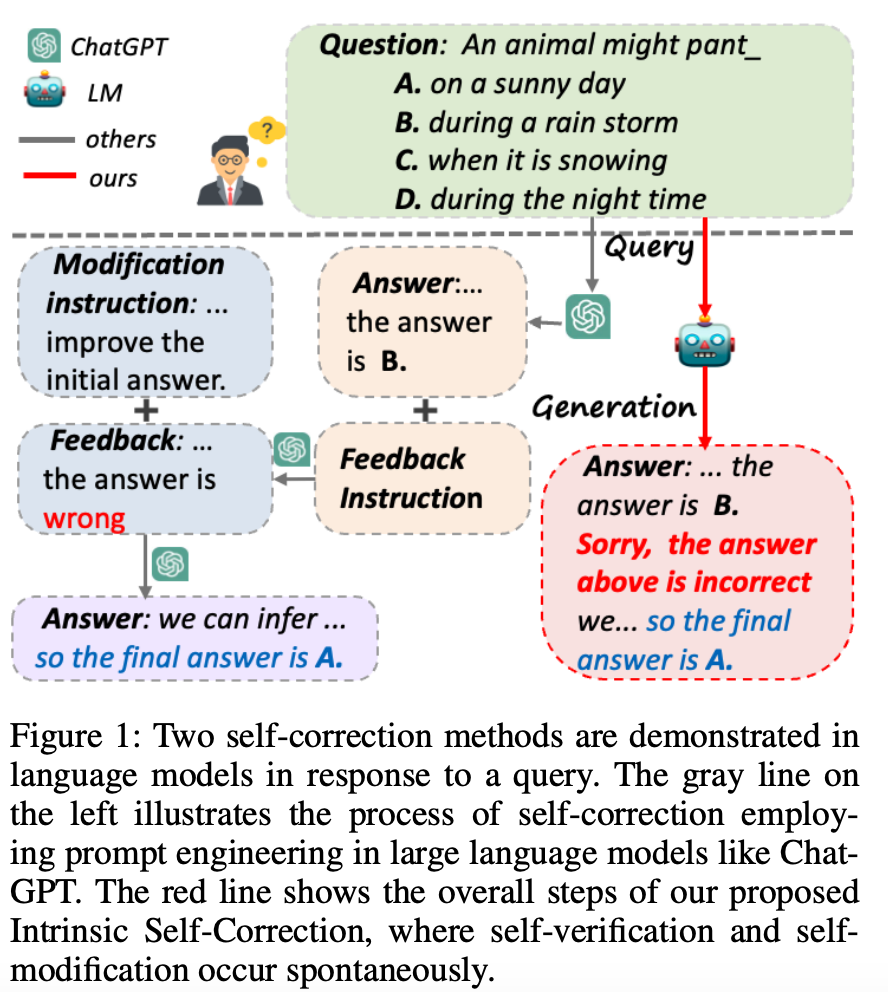 ChatGPT
LM
others
ours
Question: An animal might pant_
A. on a sunny day
B. during a rain storm
C. when it is snowing
D. during the night time
?
Query
Modification
instruction: ...
improve the
initial answer.
+
Feedback: ...
the answer is
wrong
Answer:...
the answer
is B.
+
Feedback
Instruction
Answer: we can infer ...
so the final answer is A.
Generation
Answer: ... the
answer is B.
Sorry, the answer
above is incorrect
we... so the final
answer is A.
Figure 1: Two self-correction methods are demonstrated in
language models in response to a query. The gray line on
the left illustrates the process of self-correction employ-
ing prompt engineering in large language models like Chat-
GPT. The red line shows the overall steps of our proposed
Intrinsic Self-Correction, where self-verification and self-
modification occur spontaneously.